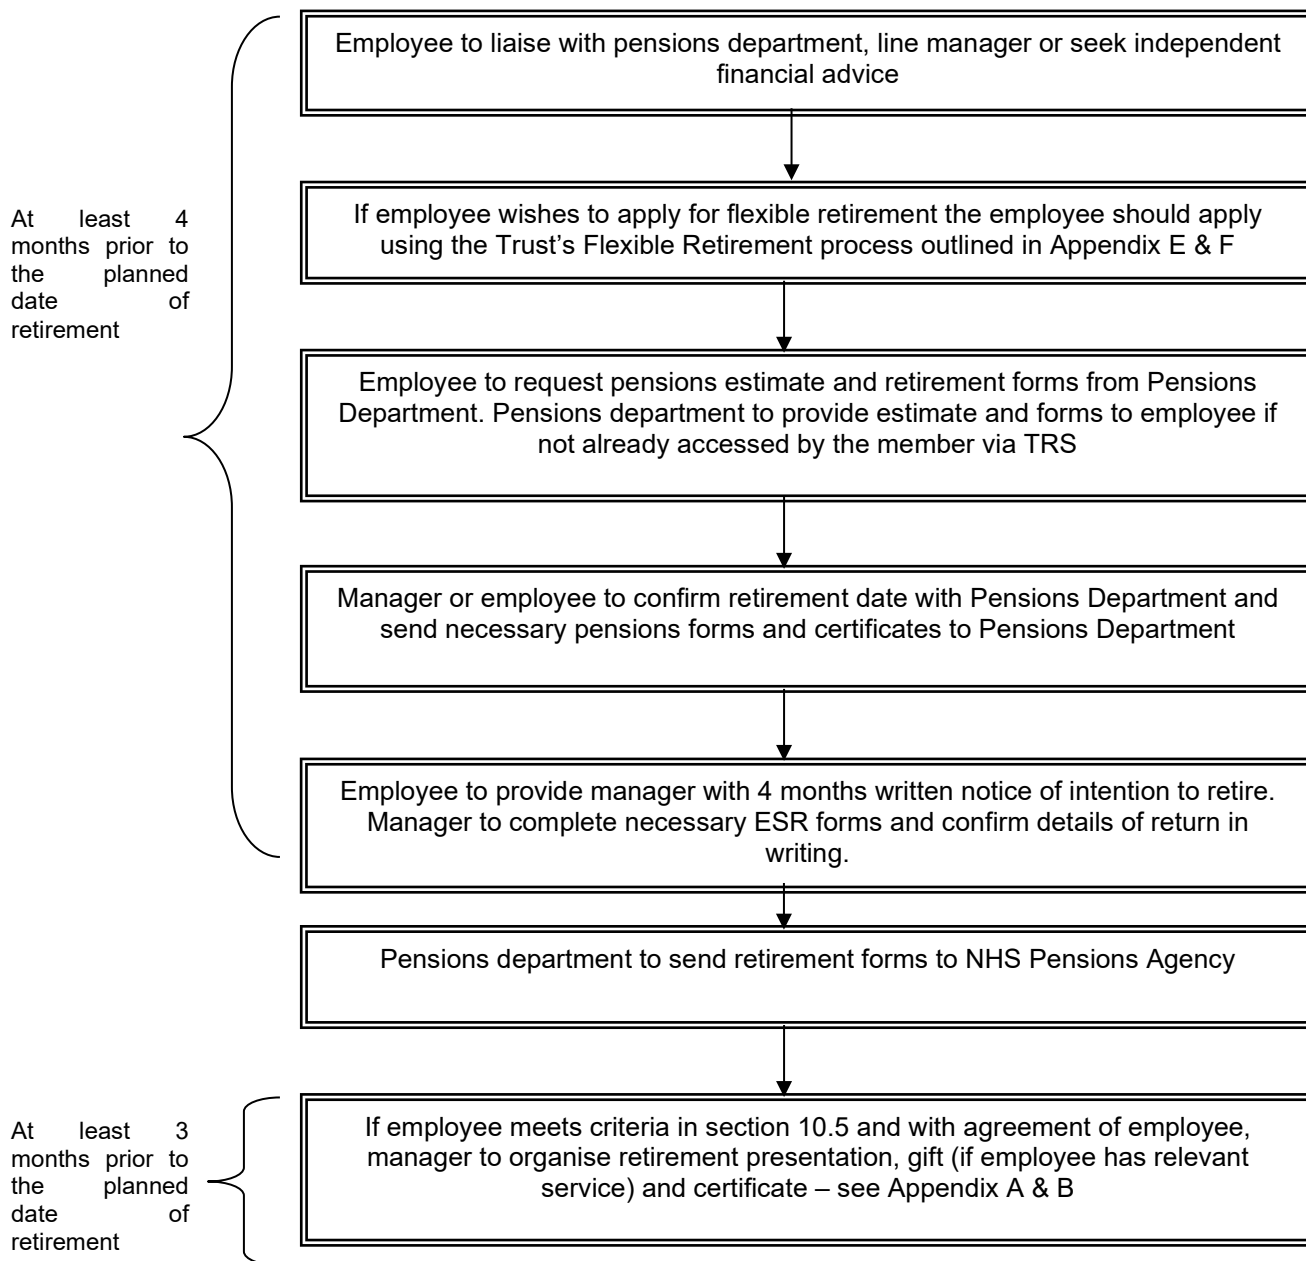 Employee to liaise with pensions department, line manager or seek independent
financial advice
At least 4
months prior to
the planned
date of
retirement
If employee wishes to apply for flexible retirement the employee should apply
using the Trust’s Flexible Retirement process outlined in Appendix E & F
Employee to request pensions estimate and retirement forms from Pensions
Department. Pensions department to provide estimate and forms to employee if
not already accessed by the member via TRS
Manager or employee to confirm retirement date with Pensions Department and
send necessary pensions forms and certificates to Pensions Department
Employee to provide manager with 4 months written notice of intention to retire.
Manager to complete necessary ESR forms and confirm details of return in
writing.
Pensions department to send retirement forms to NHS Pensions Agency
At least 3
months prior to
the planned
date of
retirement
If employee meets criteria in section 10.5 and with agreement of employee,
manager to organise retirement presentation, gift (if employee has relevant
service) and certificate – see Appendix A & B